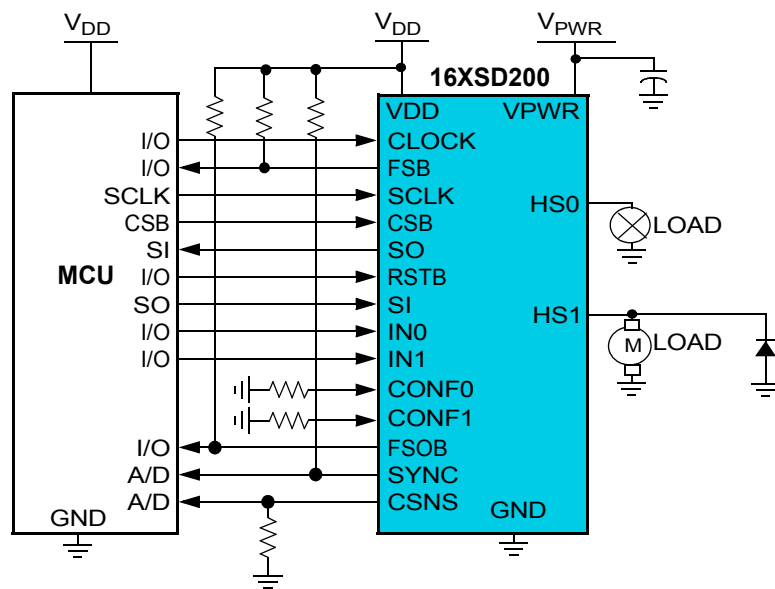 VDD
VDD
VPWR
16XSD200
VDD
VPWR
I/O
CLOCK
I/O
FSB
SCLK
SCLK
HS0
CSB
CSB
LOAD
SI
SO
MCU
I/O
RSTB
SO
SI
HS1
I/O
IN0
M
LOAD
I/O
IN1
CONF0
CONF1
I/O
FSOB
A/D
SYNC
A/D
CSNS
GND
GND